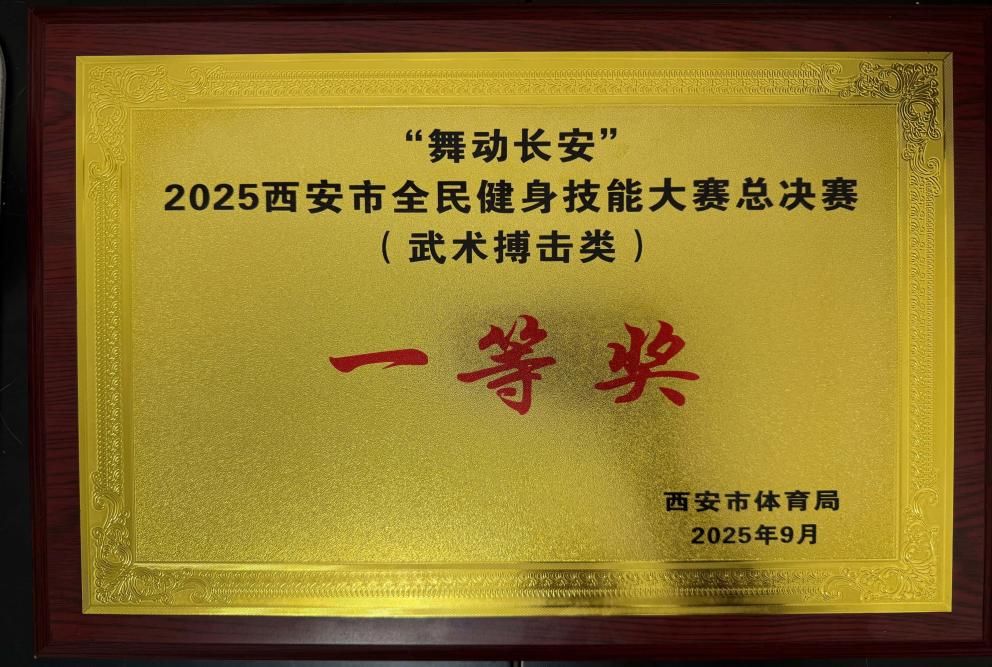 “舞动长安”
2025西安市全民健身技能大赛总决赛
（武术搏击类）
一等奖
西安市体育局
2025年9月